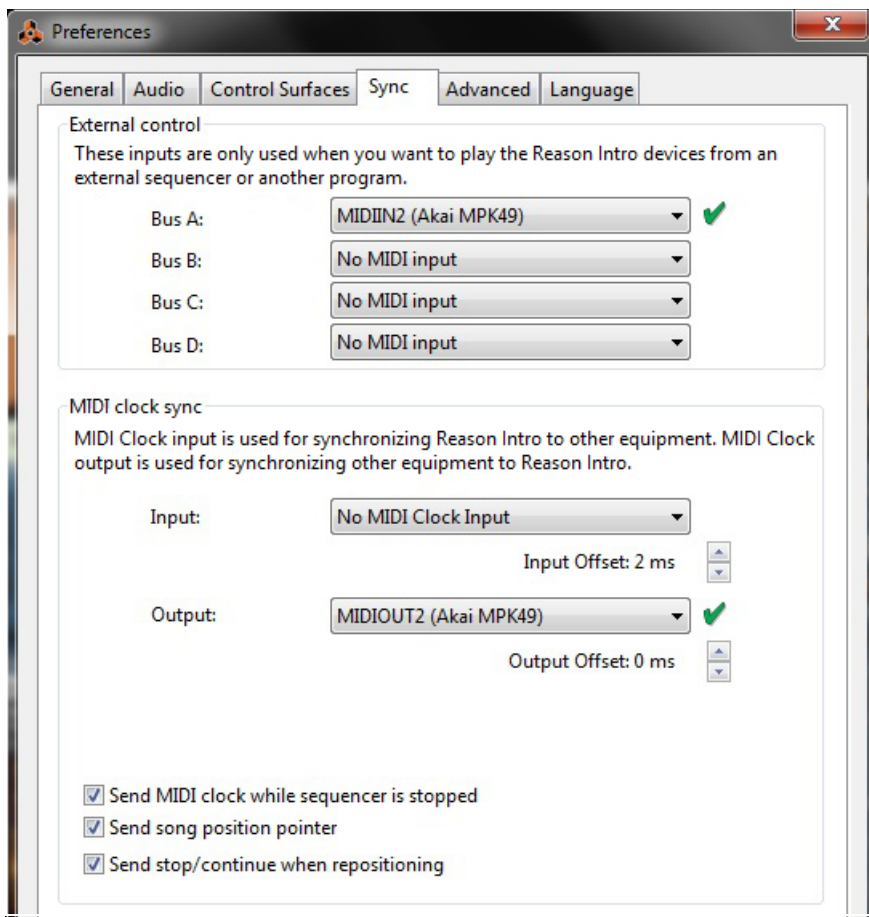 Preferences
General Audio Control Surfaces Sync Advanced Language
External control
These inputs are only used when you want to play the Reason Intro devices from an
external sequencer or another program.
Bus A: MIDIIN2 (Akai MPK49)
Bus B: No MIDI input
Bus C: No MIDI input
Bus D: No MIDI input
MIDI clock sync
MIDI Clock input is used for synchronizing Reason Intro to other equipment. MIDI Clock
output is used for synchronizing other equipment to Reason Intro.
Input: No MIDI Clock Input
Input Offset: 2 ms
Output: MIDIOUT2 (Akai MPK49)
Output Offset: 0 ms
Send MIDI clock while sequencer is stopped
Send song position pointer
Send stop/continue when repositioning